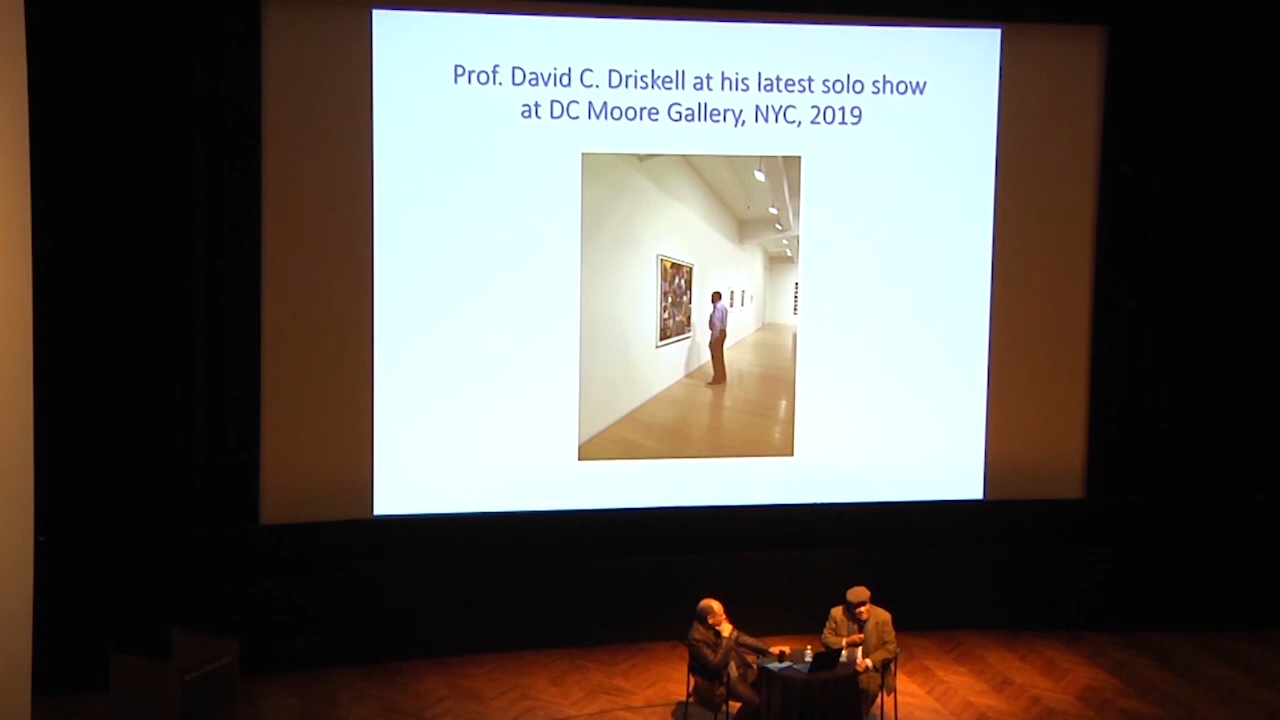 Prof. David C. Driskell at his latest solo show
at DC Moore Gallery, NYC, 2019